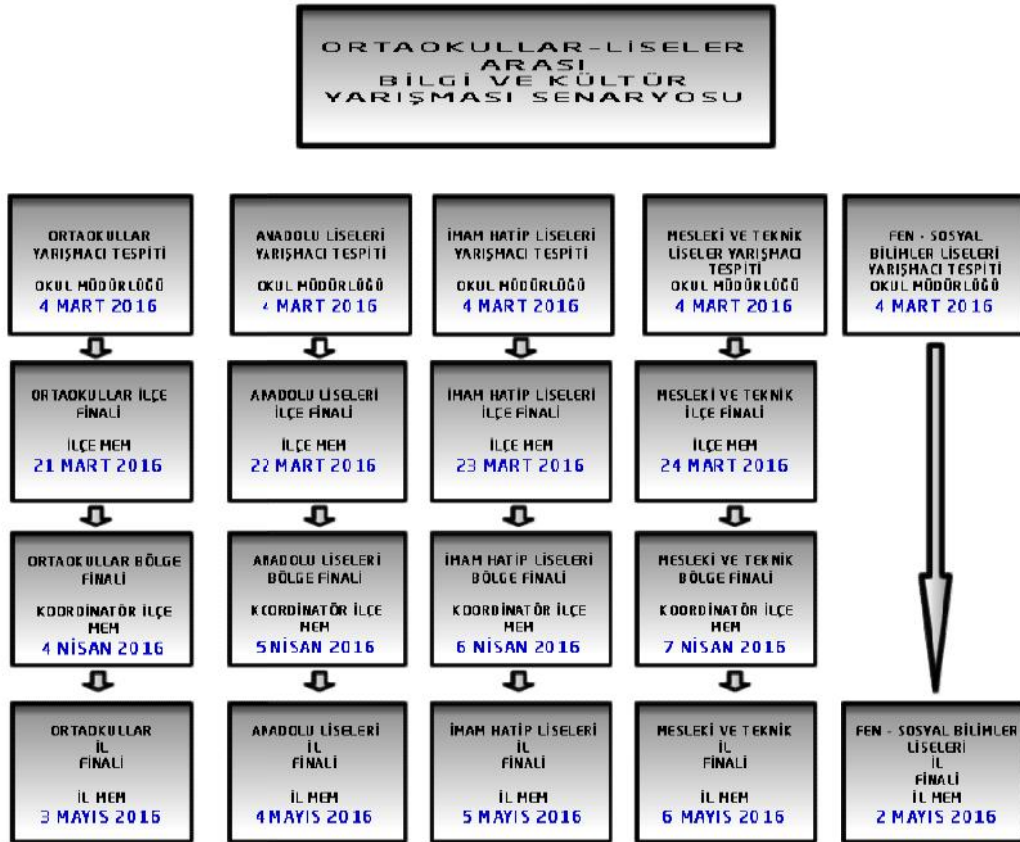 ORTAOKULLAR-LİSELER
ARASI
BİLGİ VE KÜLTÜR
YARIŞMASI SENARYOSU
ORTAOKULLAR
YARIŞMACI TESPİTİ
OKUL MÜDÜRLÜĞÜ
4 MART 2016
ANADOLU LİSELERİ
YARIŞMACI TESPİTİ
OKUL MÜDÜRLÜĞÜ
4 MART 2016
İMAM HATİP LİSELERİ
YARIŞMACI TESPİTİ
OKUL MÜDÜRLÜĞÜ
4 MART 2016
MESLEKİ VE TEKNİK
LİSELER YARIŞMACI
TESPİTİ
OKUL MÜDÜRLÜĞÜ
4 MART 2016
FEN - SOSYAL
BİLİMLER LİSELERİ
YARIŞMACI TESPİTİ
OKUL MÜDÜRLÜĞÜ
4 MART 2016
ORTAOKULLAR İLÇE
FİNALİ
İLÇE MEM
21 MART 2016
ANADOLU LİSELERİ
İLÇE FİNALİ
İLÇE MEM
22 MART 2016
İMAM HATİP LİSELERİ
İLÇE FİNALİ
İLÇE MEM
23 MART 2016
MESLEKİ VE TEKNİK
İLÇE FİNALİ
İLÇE MEM
24 MART 2016
ORTAOKULLAR BÖLGE
FİNALİ
KOORDİNATÖR İLÇE
MEM
4 NİSAN 2016
ANADOLU LİSELERİ
BÖLGE FİNALİ
KOORDİNATÖR İLÇE
MEM
5 NİSAN 2016
İMAM HATİP LİSELERİ
BÖLGE FİNALİ
KOORDİNATÖR İLÇE
MEM
6 NİSAN 2016
MESLEKİ VE TEKNİK
BÖLGE FİNALİ
KOORDİNATÖR İLÇE
MEM
7 NİSAN 2016
ORTAOKULLAR
İL
FİNALİ
İL MEM
3 MAYIS 2016
ANADOLU LİSELERİ
İL
FİNALİ
İL MEM
4 MAYIS 2016
İMAM HATİP LİSELERİ
İL
FİNALİ
İL MEM
5 MAYIS 2016
MESLEKİ VE TEKNİK
İL
FİNALİ
İL MEM
6 MAYIS 2016
FEN - SOSYAL BİLİMLER
LİSELERİ
İL
FİNALİ
İL MEM
2 MAYIS 2016